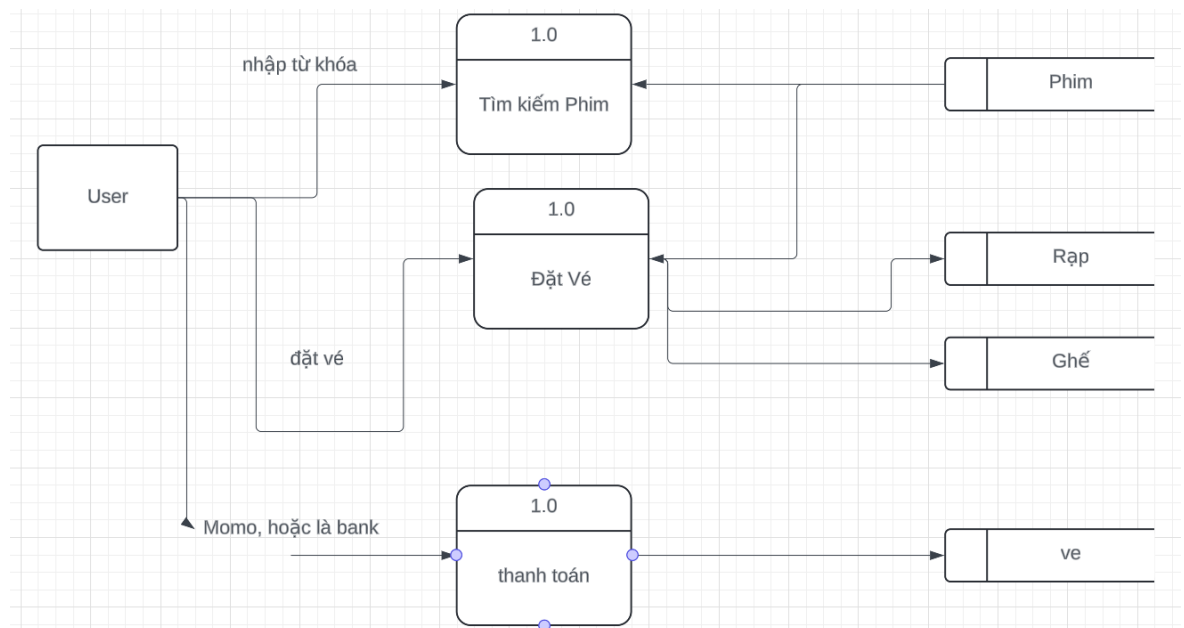 1.0
nhập từ khóa
Tìm kiếm Phim
Phim
User
1.0
Đặt Vé
Rạp
đặt vé
Ghế
1.0
Momo, hoặc là bank
thanh toán
ve